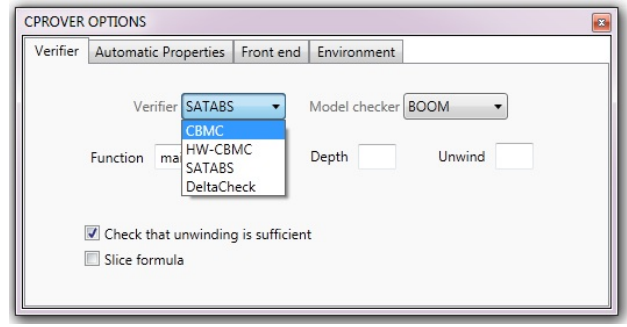 CPROVER OPTIONS
Verifier Automatic Properties Front end Environment
Verifier SATABS Model checker BOOM
CBMC
HW-CBMC
Function mai Depth Unwind
SATABS
DeltaCheck
Check that unwinding is sufficient
Slice formula